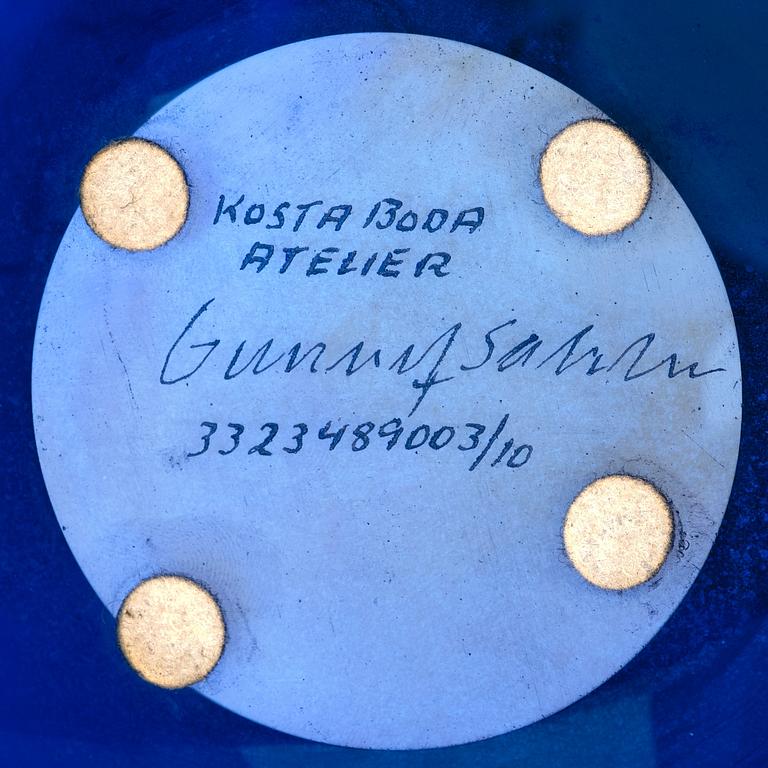 KOSTA BODA
ATELIER
Gunnel Sahlin
3323489003/10